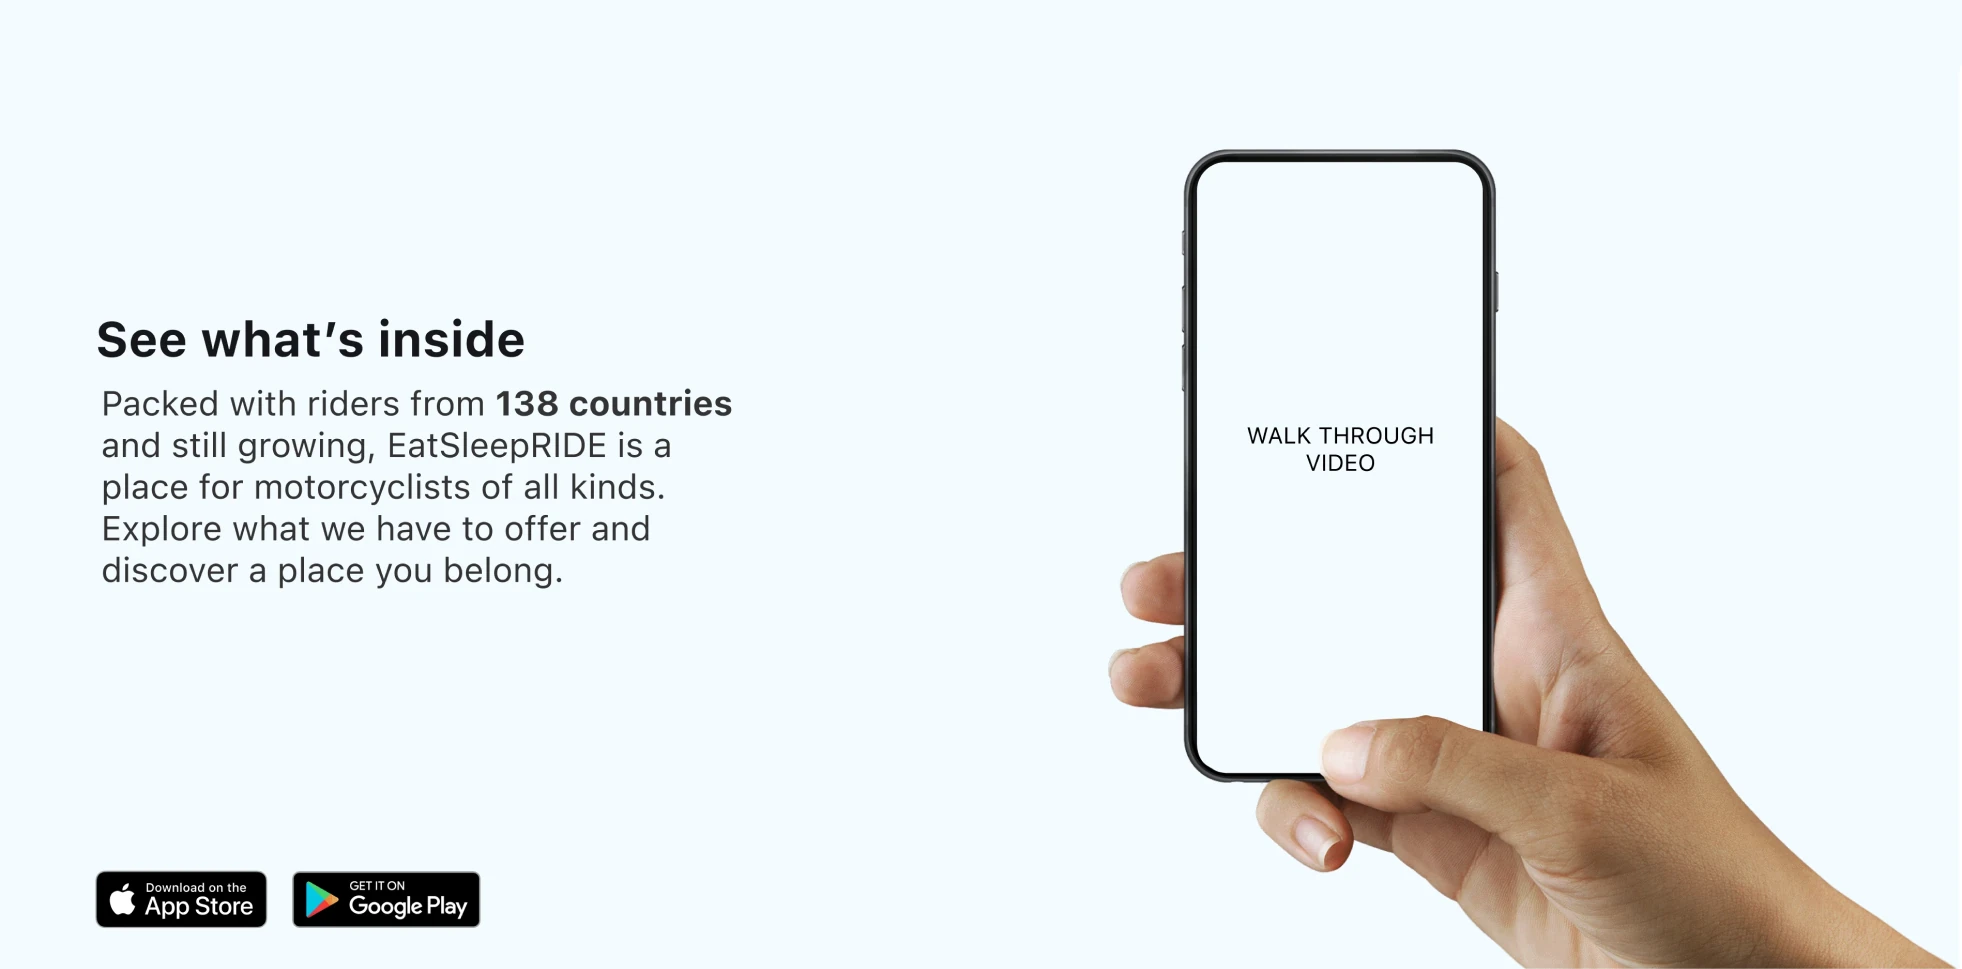 See what’s inside
Packed with riders from 138 countries
and still growing, EatSleepRIDE is a
place for motorcyclists of all kinds.
Explore what we have to offer and
discover a place you belong.
WALK THROUGH
VIDEO
Download on the
App Store
GET IT ON
Google Play